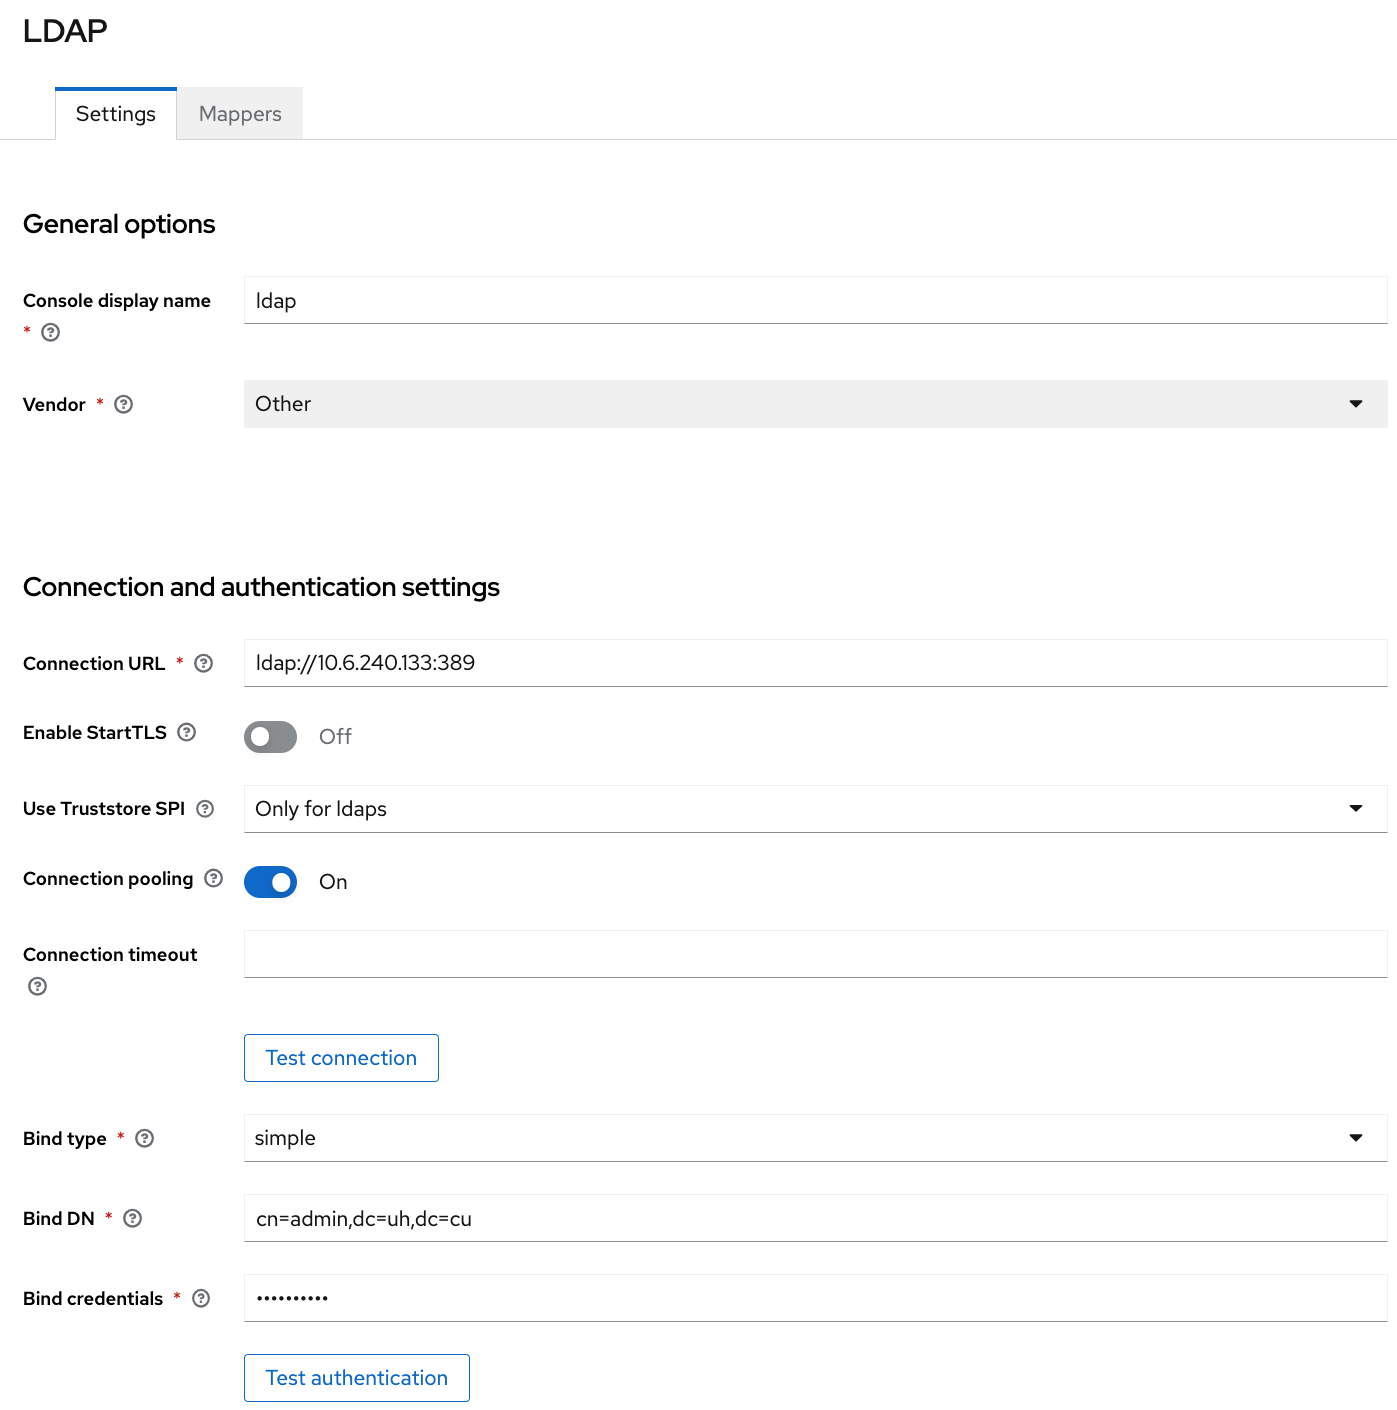 LDAP
Settings
Mappers
General options
Console display name
*
ldap
Vendor *
Other
Connection and authentication settings
Connection URL *
ldap://10.6.240.133:389
Enable StartTLS
Off
Use Truststore SPI
Only for ldaps
Connection pooling
On
Connection timeout
Test connection
Bind type *
simple
Bind DN *
cn=admin,dc=uh,dc=cu
Bind credentials *
••••••••••
Test authentication